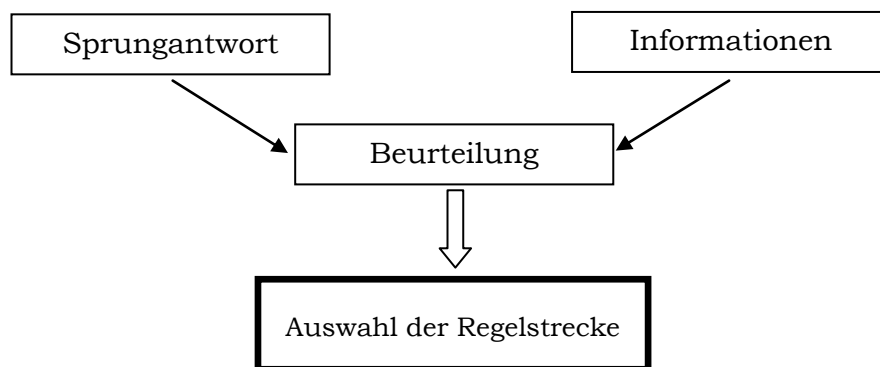 Sprungantwort
Informationen
Beurteilung
Auswahl der Regelstrecke